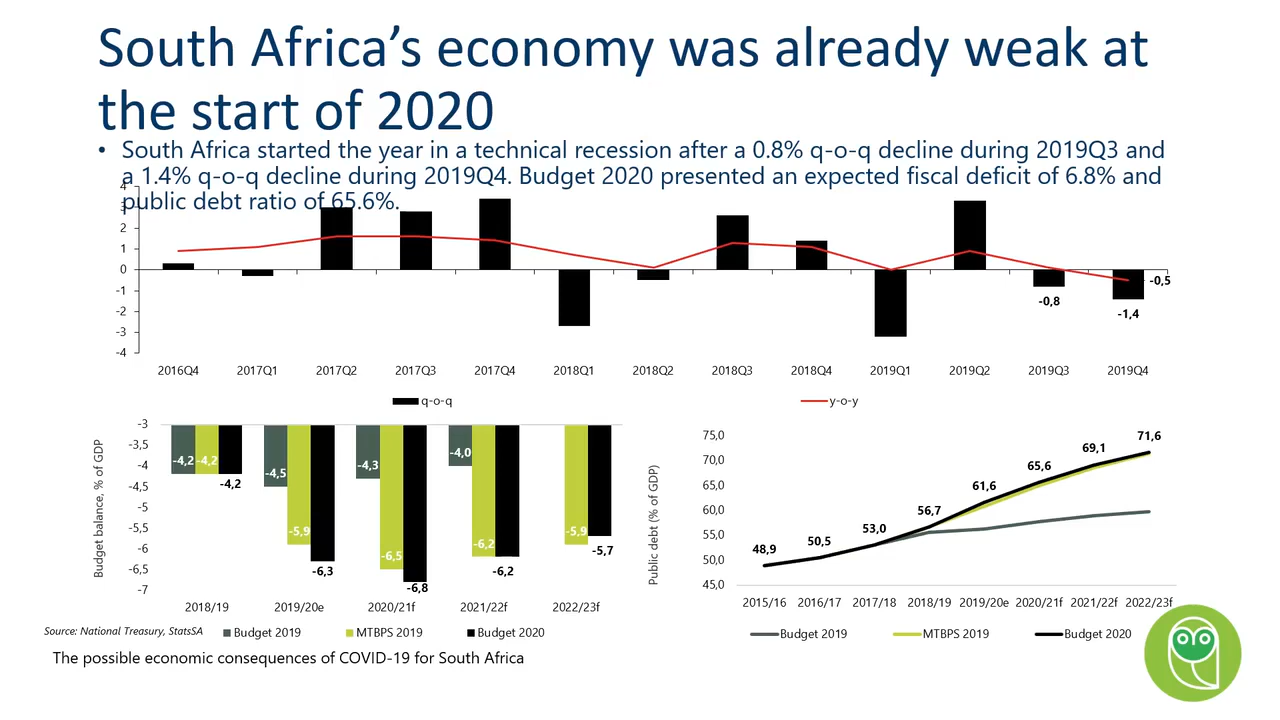 South Africa’s economy was already weak at
the start of 2020
• South Africa started the year in a technical recession after a 0.8% q-o-q decline during 2019Q3 and
a 1.4% q-o-q decline during 2019Q4. Budget 2020 presented an expected fiscal deficit of 6.8% and
public debt ratio of 65.6%.
4
2
1
0
-1
-2
-3
-4
-0,5
-0,8
-1,4
2016Q4 2017Q1 2017Q2 2017Q3 2017Q4 2018Q1 2018Q2 2018Q3 2018Q4 2019Q1 2019Q2 2019Q3 2019Q4
q-o-q y-o-y
Budget balance, % of GDP
-3
-3,5
-4
-4,5
-5
-5,5
-6
-6,5
-7
-4,2 -4,2 -4,2
-4,5 -5,9 -6,3
-4,3 -6,5 -6,8
-4,0 -6,2 -6,2
-5,9 -5,7
2018/19 2019/20e 2020/21f 2021/22f 2022/23f
Source: National Treasury, StatsSA
Budget 2019 MTBPS 2019 Budget 2020
Public debt (% of GDP)
75,0
70,0
65,0
60,0
55,0
50,0
45,0
48,9 50,5 53,0 56,7 61,6 65,6 69,1 71,6
2015/16 2016/17 2017/18 2018/19 2019/20e 2020/21f 2021/22f 2022/23f
Budget 2019 MTBPS 2019 Budget 2020
The possible economic consequences of COVID-19 for South Africa